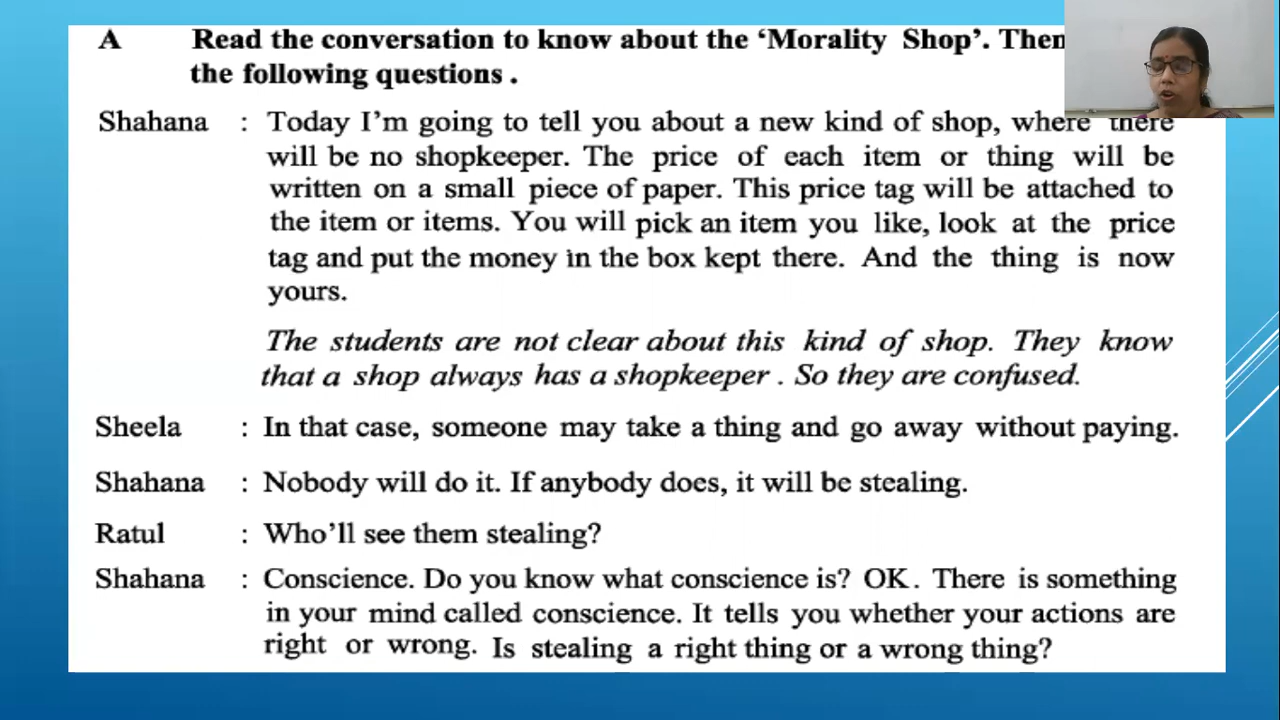 A Read the conversation to know about the ‘Morality Shop’. Then
the following questions .
Shahana : Today I’m going to tell you about a new kind of shop, where there
will be no shopkeeper. The price of each item or thing will be
written on a small piece of paper. This price tag will be attached to
the item or items. You will pick an item you like, look at the price
tag and put the money in the box kept there. And the thing is now
yours.
The students are not clear about this kind of shop. They know
that a shop always has a shopkeeper . So they are confused.
Sheela : In that case, someone may take a thing and go away without paying.
Shahana : Nobody will do it. If anybody does, it will be stealing.
Ratul : Who’ll see them stealing?
Shahana : Conscience. Do you know what conscience is? OK . There is something
in your mind called conscience. It tells you whether your actions are
right or wrong. Is stealing a right thing or a wrong thing?